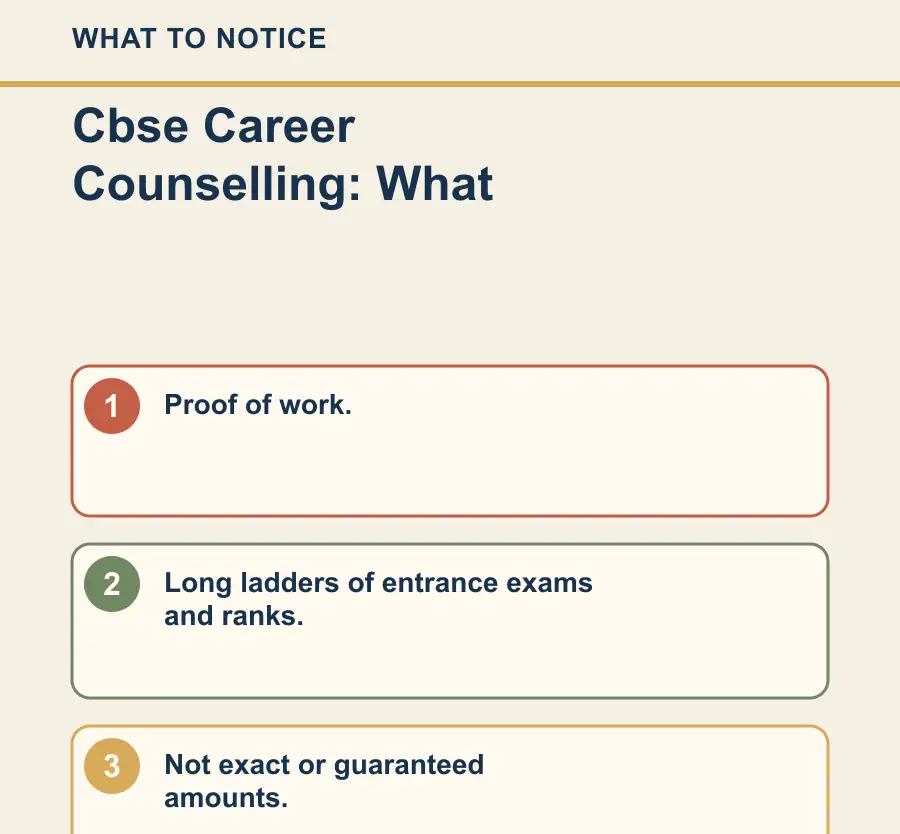 WHAT TO NOTICE
Cbse Career
Counselling: What
1
Proof of work.
2
Long ladders of entrance exams
and ranks.
3
Not exact or guaranteed
amounts.